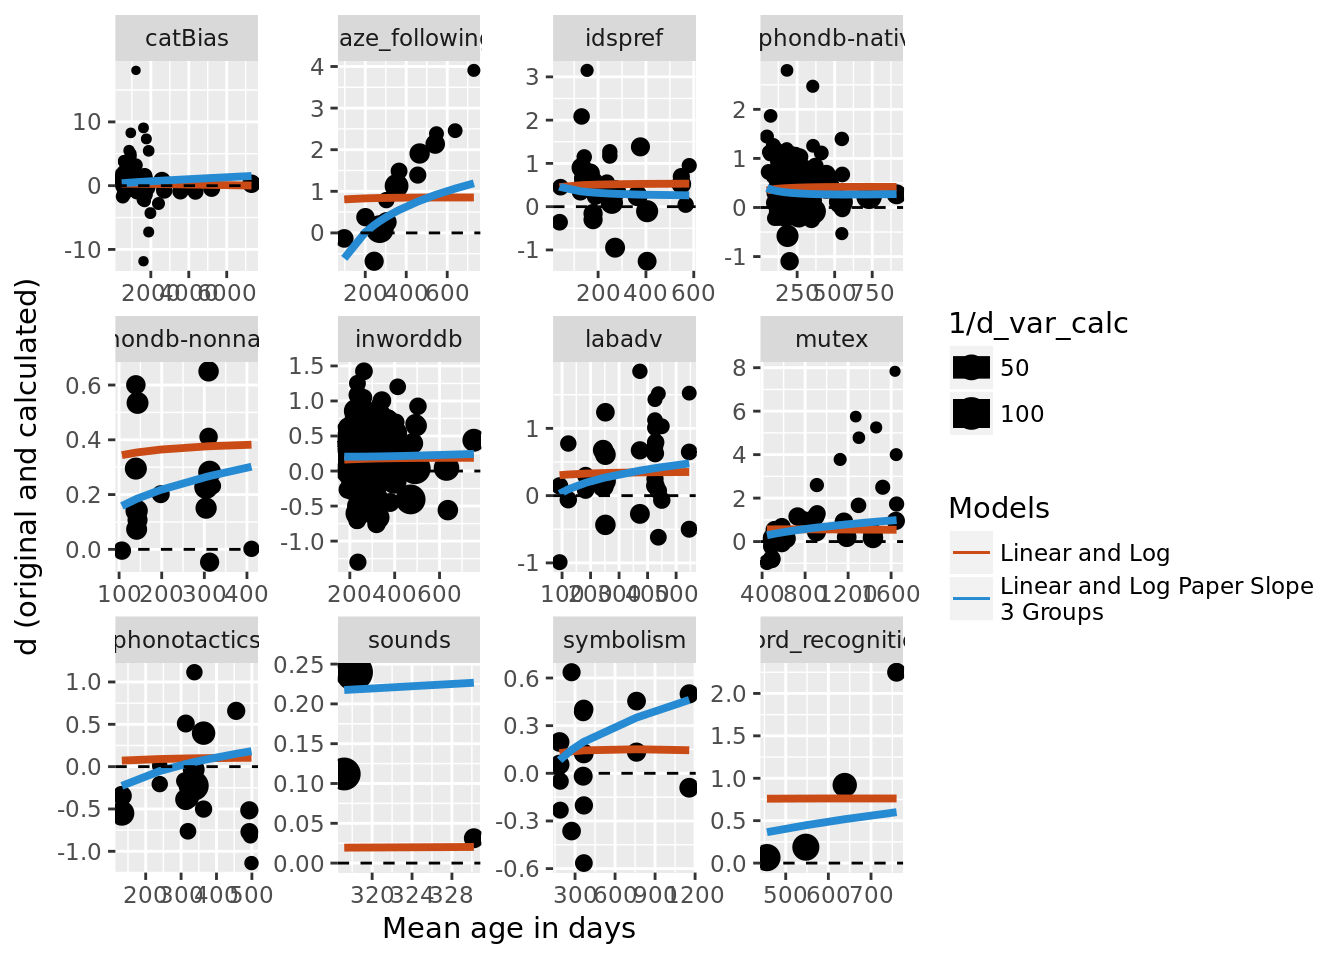 catBias
aze_following
idspref
phondb-nativ
10
0
-10
4
3
2
1
0
3
2
1
0
-1
2
1
0
-1
2000 4000 6000
200 400 600
200 400 600
250 500 750
hondb-nonna
inworddb
labadv
mutex
0.6
0.4
0.2
0.0
1.5
1.0
0.5
0.0
-0.5
-1.0
1
0
-1
8
6
4
2
0
100 200 300 400
200 400 600
100 200 300 400 500
400 800 1200 1600
phonotactics
sounds
symbolism
ord_recognitio
1.0
0.5
0.0
-0.5
-1.0
0.25
0.20
0.15
0.10
0.05
0.00
0.6
0.3
0.0
-0.3
-0.6
2.0
1.5
1.0
0.5
0.0
200 300 400 500
320 324 328
300 600 900 1200
500 600 700
Mean age in days
d (original and calculated)
1/d_var_calc
50
100
Models
Linear and Log
Linear and Log Paper Slope
3 Groups